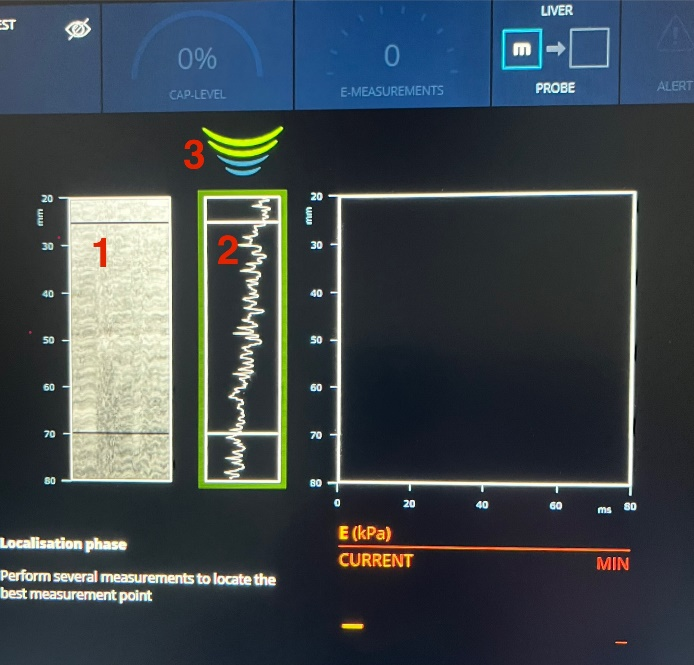 EST
0%
CAP-LEVEL
0
E-MEASUREMENTS
LIVER
m
PROBE
ALERT
3
20
mm
30
40
50
60
70
80
1
2
20
mm
30
40
50
60
70
80
0
20
40
60
ms
80
Localisation phase
Perform several measurements to locate the
best measurement point
E (kPa)
CURRENT
MIN